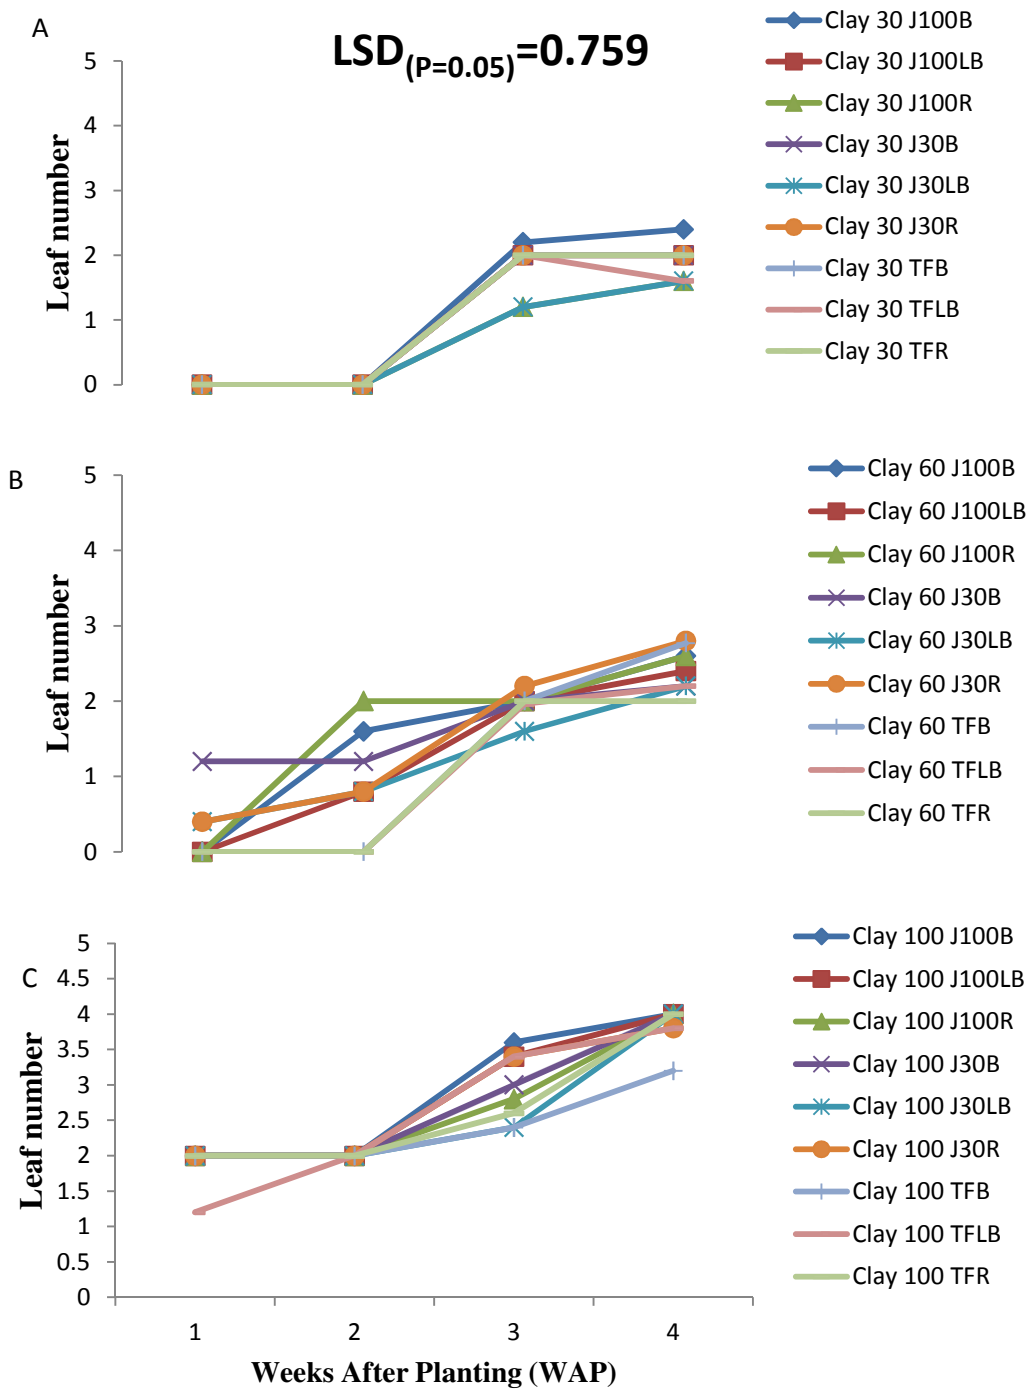 A
LSD(P=0.05)=0.759
5
4
3
2
1
0
Leaf number
Clay 30 J100B
Clay 30 J100LB
Clay 30 J100R
Clay 30 J30B
Clay 30 J30LB
Clay 30 J30R
Clay 30 TFB
Clay 30 TFLB
Clay 30 TFR
B
5
4
3
2
1
0
Leaf number
Clay 60 J100B
Clay 60 J100LB
Clay 60 J100R
Clay 60 J30B
Clay 60 J30LB
Clay 60 J30R
Clay 60 TFB
Clay 60 TFLB
Clay 60 TFR
C
5
4.5
4
3.5
3
2.5
2
1.5
1
0.5
0
Leaf number
Clay 100 J100B
Clay 100 J100LB
Clay 100 J100R
Clay 100 J30B
Clay 100 J30LB
Clay 100 J30R
Clay 100 TFB
Clay 100 TFLB
Clay 100 TFR
1 2 3 4
Weeks After Planting (WAP)